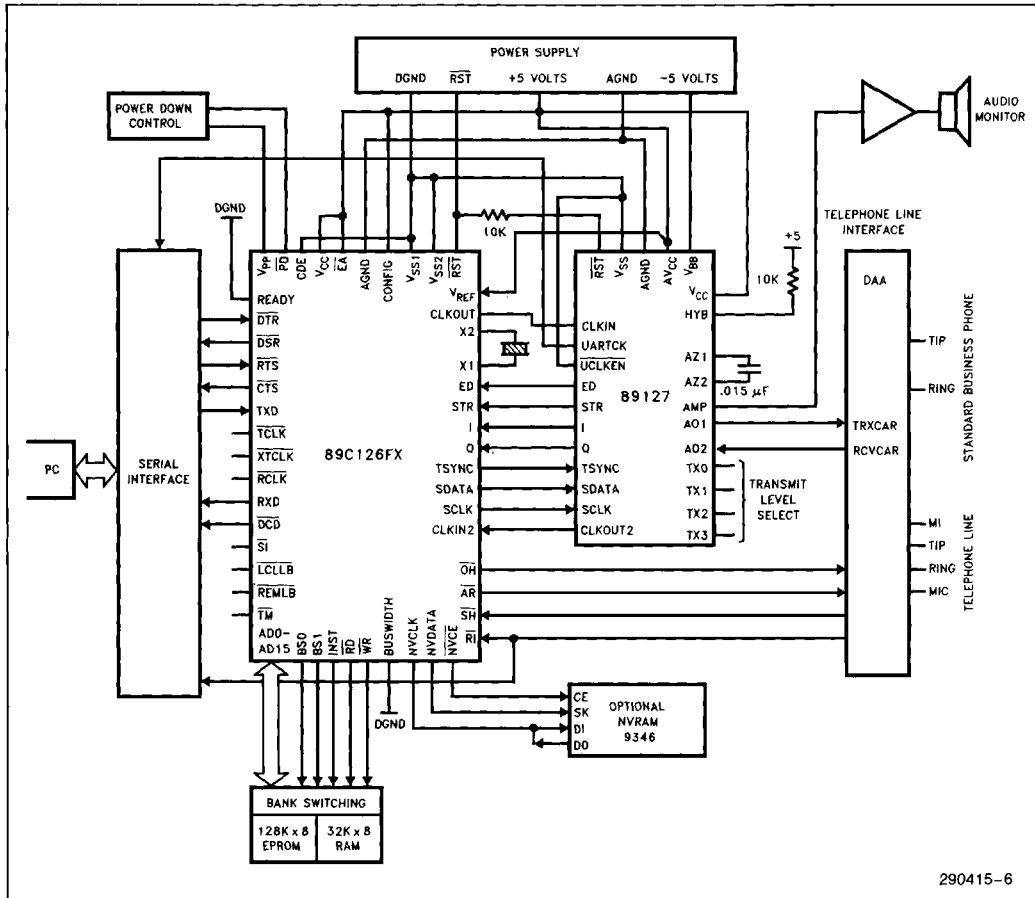 POWER SUPPLY
DGND RST +5 VOLTS AGND -5 VOLTS
POWER DOWN
CONTROL
AUDIO
MONITOR
DGND
10K
+5
10K
TELEPHONE LINE
INTERFACE
VPP
PD
CDE
VCC
EA
AGND
CONFIG
VSS1
VSS2
RST
RST
VSS
AGND
AVCC
VBB
READY
DTR
DSR
RTS
CTS
TXD
TCLK
XTCLK
RCLK
RXD
DCD
SI
LCLLB
REMLB
TM
AD0-
AD15
89C126FX
VREF
CLKOUT
X2
X1
ED
STR
I
Q
TSYNC
SDATA
SCLK
CLKIN2
OH
AR
SH
RI
BS0
BS1
INST
RD
WR
BUSWIDTH
NVCLK
NVDATA
NVCE
CLKIN
UARTCK
UCLKEN
ED
STR
I
Q
TSYNC
SDATA
SCLK
CLKOUT2
89127
VCC
HYB
AZ1
AZ2
AMP
AO1
AO2
TX0
TX1
TX2
TX3
.015 µF
TRANSMIT
LEVEL
SELECT
DAA
TRXCAR
RCVCAR
TIP
RING
STANDARD BUSINESS PHONE
MI
TIP
RING
MIC
TELEPHONE LINE
PC
SERIAL
INTERFACE
DGND
CE
SK
DI
DO
OPTIONAL
NVRAM
9346
BANK SWITCHING
128K x 8
EPROM
32K x 8
RAM
290415-6